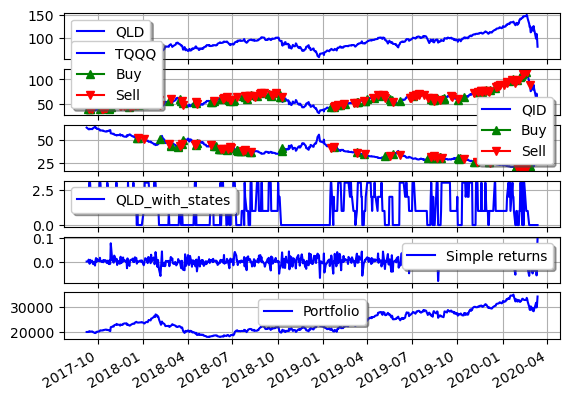 150
100
QLD
TQQQ
Buy
Sell
100
50
QID
Buy
Sell
50
25
2.5
0.0
QLD_with_states
0.1
0.0
Simple returns
30000
20000
Portfolio
2017-10
2018-01
2018-04
2018-07
2018-10
2019-01
2019-04
2019-07
2019-10
2020-01
2020-04